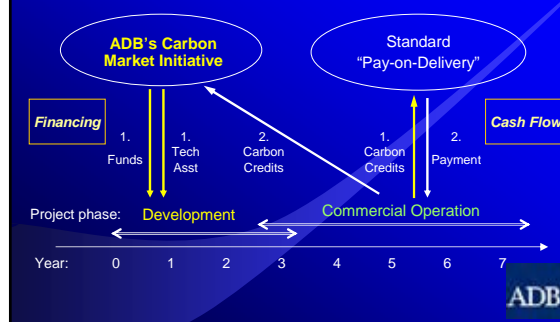 ADB's Carbon
Market Initiative
Standard
"Pay-on-Delivery"
Financing
1.
Funds
1.
Tech
Asst
2.
Carbon
Credits
1.
Carbon
Credits
2.
Payment
Cash Flow
Project phase: Development Commercial Operation
Year: 0 1 2 3 4 5 6 7
ADB